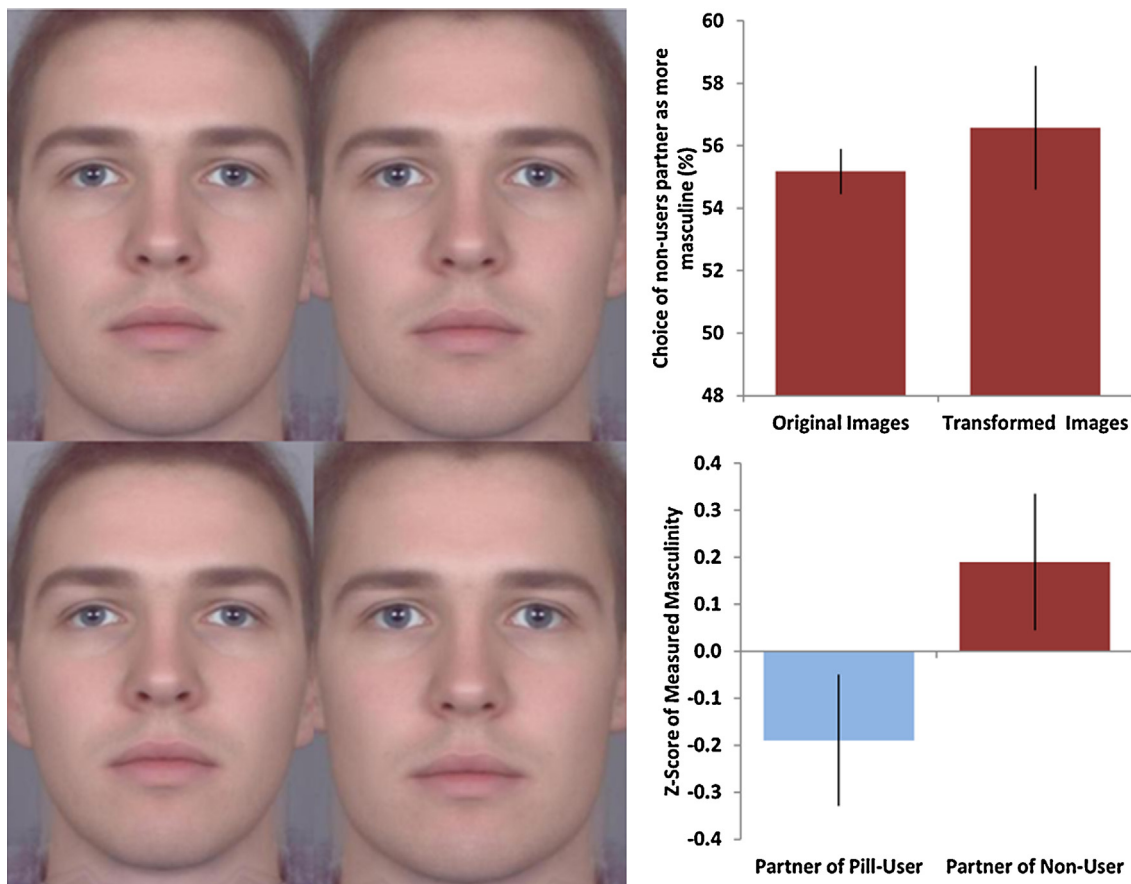 Choice of non-users partner as more
masculine (%)
60
58
56
54
52
50
48
Original Images
Transformed Images
Z-Score of Measured Masculinity
0.4
0.3
0.2
0.1
0.0
-0.1
-0.2
-0.3
-0.4
Partner of Pill-User
Partner of Non-User